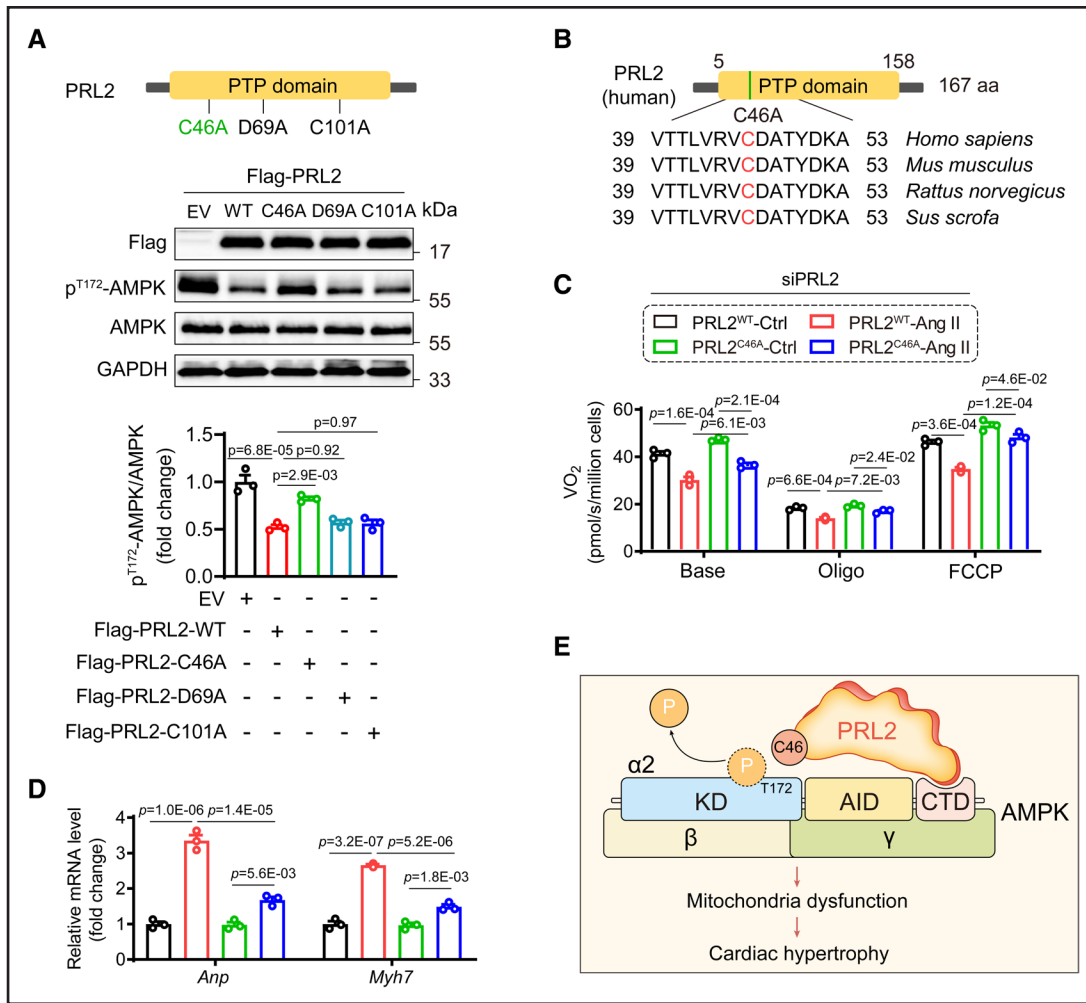 A
PRL2
PTP domain
C46A D69A C101A
Flag-PRL2
EV WT C46A D69A C101A kDa
Flag
17
pT172-AMPK
55
AMPK
55
GAPDH
33
p=0.97
p=6.8E-05 p=0.92
p=2.9E-03
pT172-AMPK/AMPK
(fold change)
1.5
1.0
0.5
0.0
EV + - - - -
Flag-PRL2-WT - + - - -
Flag-PRL2-C46A - - + - -
Flag-PRL2-D69A - - - + -
Flag-PRL2-C101A - - - - +
B
5 158
PRL2
(human)
PTP domain
167 aa
C46A
39 VTTLVRVCDATYDKA 53 Homo sapiens
39 VTTLVRVCDATYDKA 53 Mus musculus
39 VTTLVRVCDATYDKA 53 Rattus norvegicus
39 VTTLVRVCDATYDKA 53 Sus scrofa
C
siPRL2
PRL2WT-Ctrl PRL2WT-Ang II
PRL2C46A-Ctrl PRL2C46A-Ang II
VO2
(pmol/s/million cells)
60
40
20
0
p=2.1E-04
p=1.6E-04
p=6.1E-03
p=2.4E-02
p=6.6E-04 p=7.2E-03
p=4.6E-02
p=1.2E-04
p=3.6E-04
Base Oligo FCCP
D
Relative mRNA level
(fold change)
4
3
2
1
0
p=1.0E-06 p=1.4E-05
p=5.6E-03
p=3.2E-07 p=5.2E-06
p=1.8E-03
Anp Myh7
E
P
PRL2
C46
α2
P
T172
KD AID CTD
AMPK
β γ
Mitochondria dysfunction
Cardiac hypertrophy